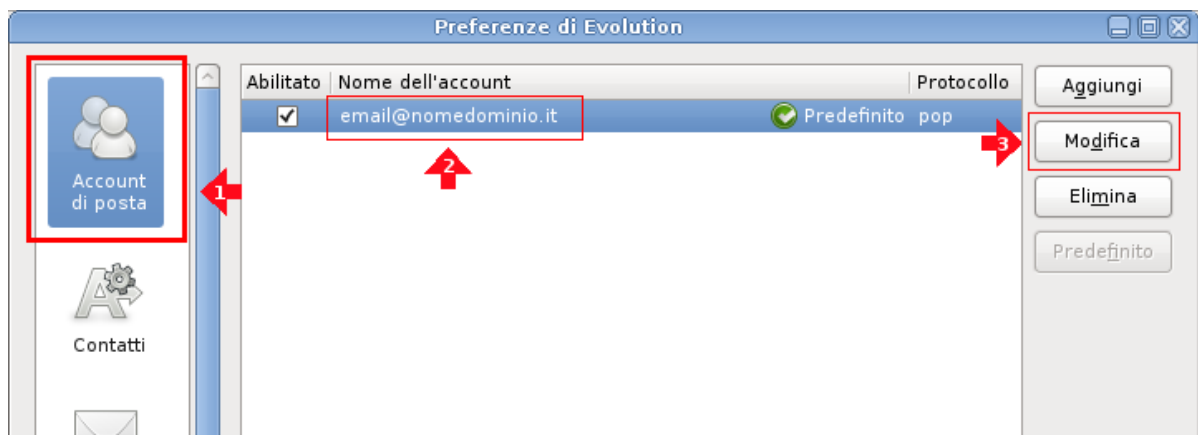 Preferenze di Evolution
Abilitato Nome dell'account Protocollo
email@nomedominio.it Predefinito pop
Aggiungi
Modifica
Elimina
Predefinito
Account
di posta
Contatti
1
2
3